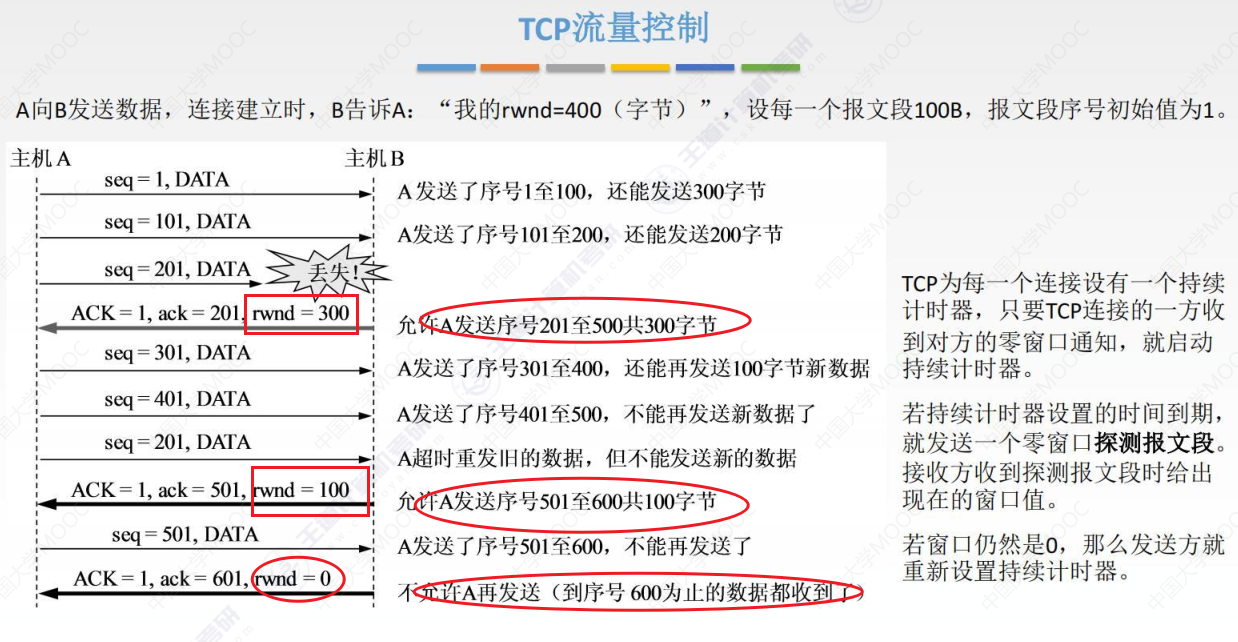 TCP流量控制
A向B发送数据，连接建立时，B告诉A：“我的rwnd=400（字节）”，设每一个报文段100B，报文段序号初始值为1。
主机 A 主机 B
seq = 1, DATA
A 发送了序号1至100，还能发送300字节
seq = 101, DATA
A发送了序号101至200，还能发送200字节
seq = 201, DATA 丢失!
ACK = 1, ack = 201, rwnd = 300
允许A发送序号201至500共300字节
seq = 301, DATA
A发送了序号301至400，还能再发送100字节新数据
seq = 401, DATA
A发送了序号401至500，不能再发送新数据了
seq = 201, DATA
A超时重发旧的数据，但不能发送新的数据
ACK = 1, ack = 501, rwnd = 100
允许A发送序号501至600共100字节
seq = 501, DATA
A发送了序号501至600，不能再发送了
ACK = 1, ack = 601, rwnd = 0
不允许A再发送（到序号 600为止的数据都收到了）
TCP为每一个连接设有一个持续
计时器，只要TCP连接的一方收
到对方的零窗口通知，就启动
持续计时器。
若持续计时器设置的时间到期，
就发送一个零窗口探测报文段。
接收方收到探测报文段时给出
现在的窗口值。
若窗口仍然是0，那么发送方就
重新设置持续计时器。